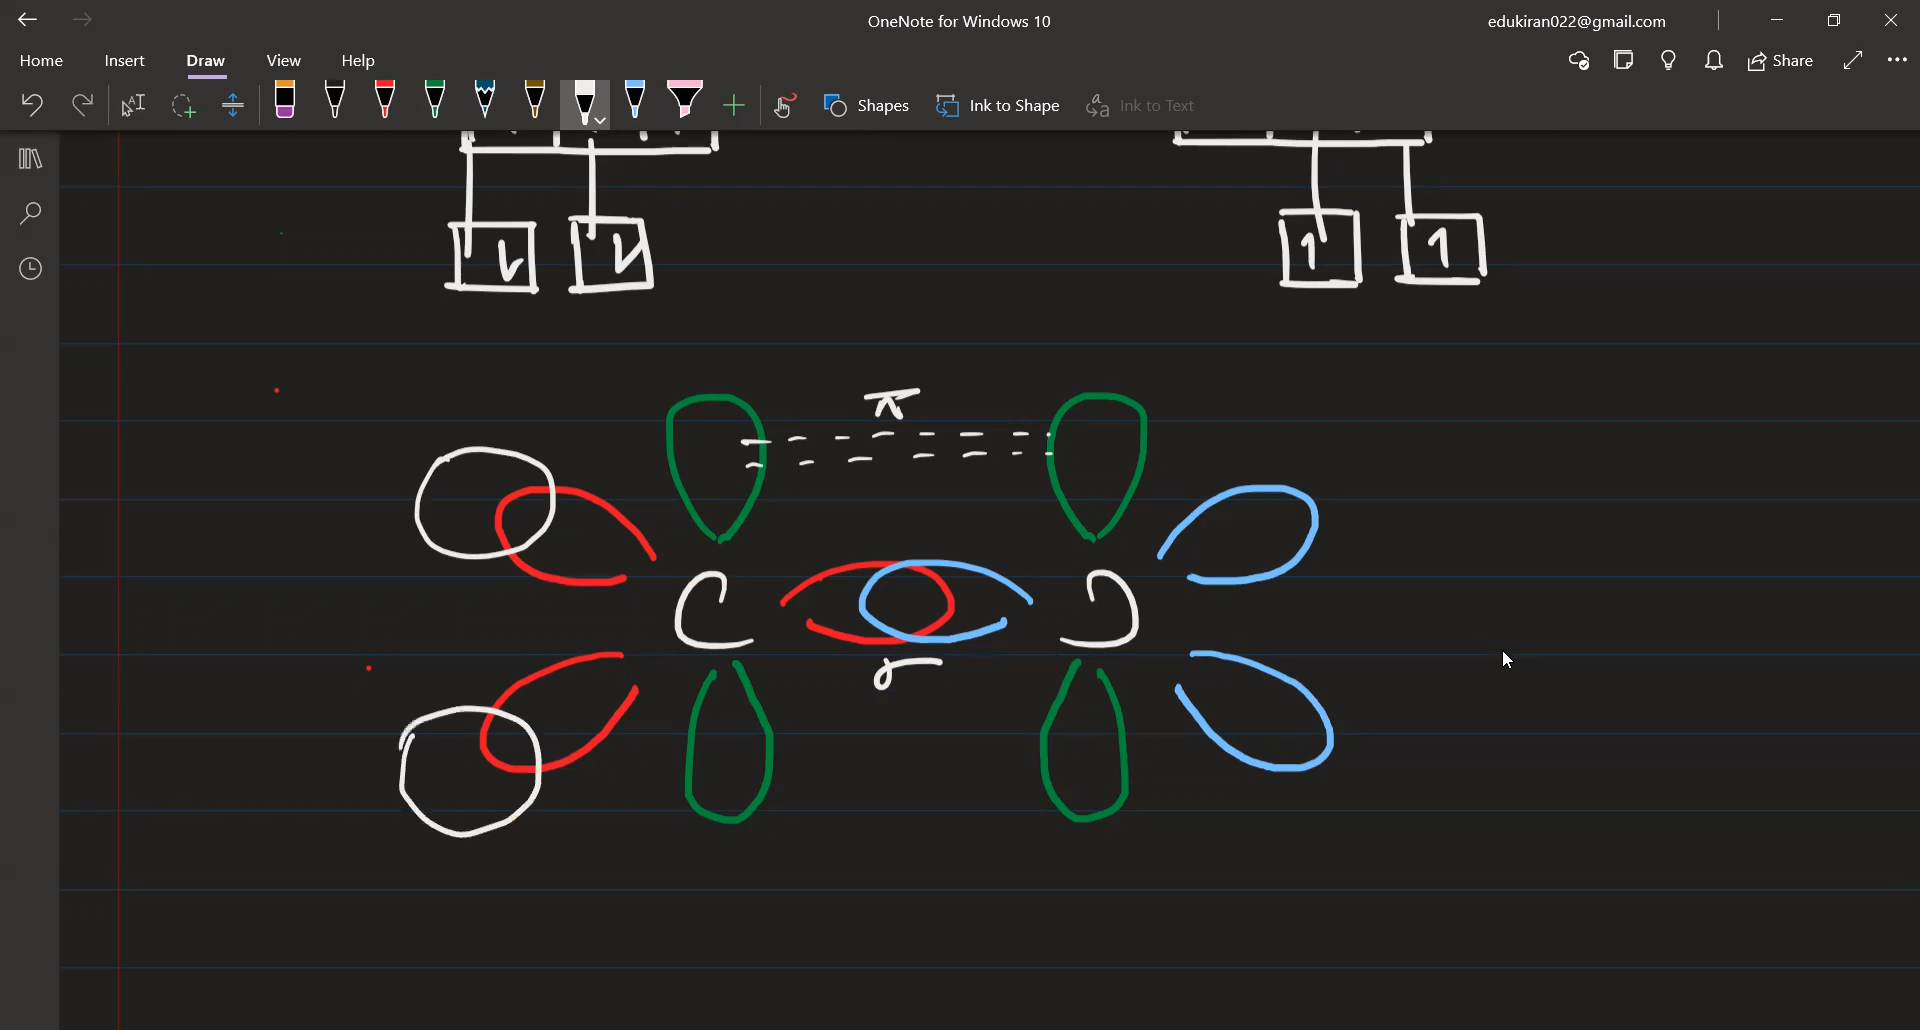 OneNote for Windows 10
edukiran022@gmail.com
Home Insert Draw View Help
Share
Shapes Ink to Shape Ink to Text
1 1
π
C
σ